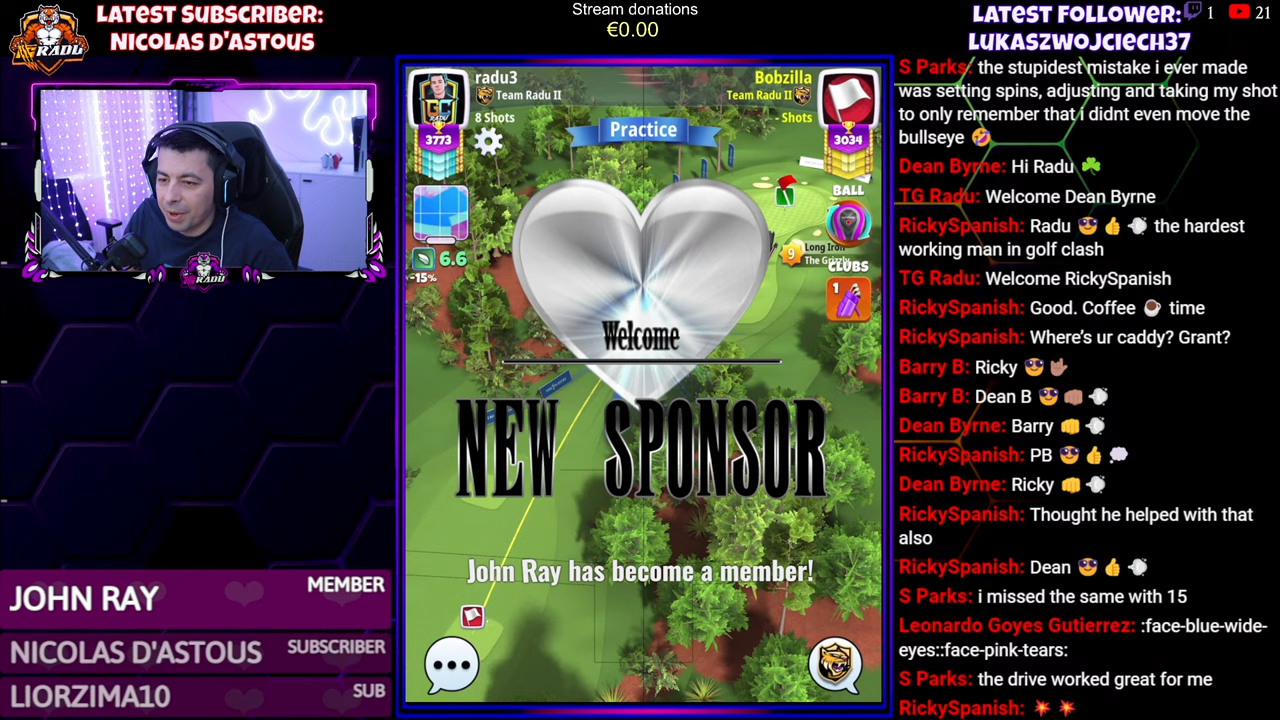 LATEST SUBSCRIBER:
NICOLAS D'ASTOUS
RADU
Stream donations
€0.00
LATEST FOLLOWER:
1
21
LUKASZWOJCIECH37
radu3
Team Radu II
8 Shots
3773
GC
RADU
Practice
Bobzilla
Team Radu II
- Shots
3034
BALL
Long Iron
The Grizzly
9
CLUBS
1
6.6
-15%
Welcome
NEW SPONSOR
John Ray has become a member!
JOHN RAY
MEMBER
NICOLAS D'ASTOUS
SUBSCRIBER
LIORZIMA10
SUB
S Parks: the stupidest mistake i ever made
was setting spins, adjusting and taking my shot
to only remember that i didnt even move the
bullseye 🤣
Dean Byrne: Hi Radu ☘️
TG Radu: Welcome Dean Byrne
RickySpanish: Radu 😎 👍 💨 the hardest
working man in golf clash
TG Radu: Welcome RickySpanish
RickySpanish: Good. Coffee ☕ time
RickySpanish: Where's ur caddy? Grant?
Barry B: Ricky 😎 🤟🏽
Barry B: Dean B 😎 👊🏽 💨
Dean Byrne: Barry 👊 💨
RickySpanish: PB 😎 👍 💭
Dean Byrne: Ricky 👊 💨
RickySpanish: Thought he helped with that
also
RickySpanish: Dean 😎 👍 💨
S Parks: i missed the same with 15
Leonardo Goyes Gutierrez: :face-blue-wide-
eyes::face-pink-tears:
S Parks: the drive worked great for me
RickySpanish: 💥 💥